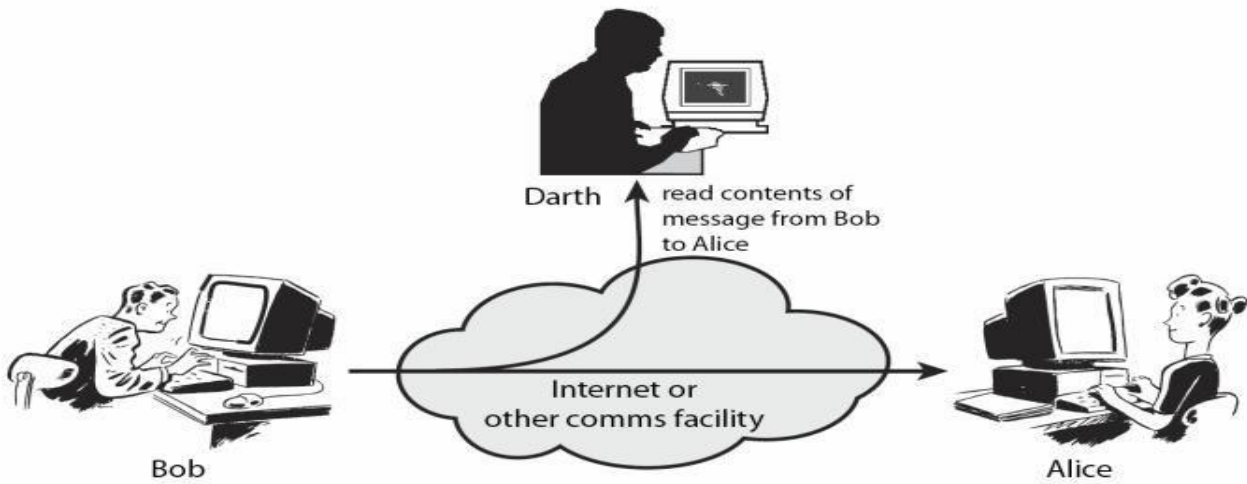 Darth
read contents of
message from Bob
to Alice
Internet or
other comms facility
Bob
Alice